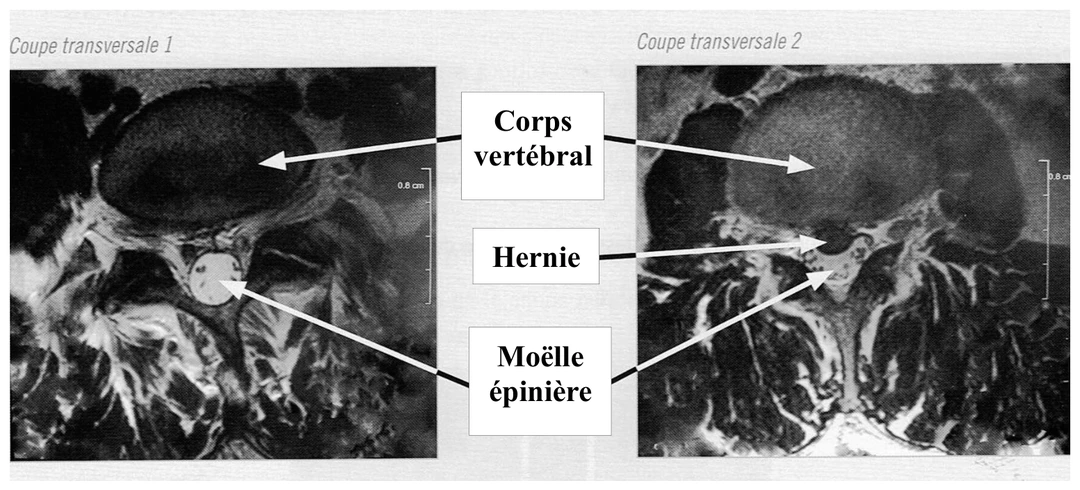 Coupe transversale 1
Coupe transversale 2
Corps
vertébral
0.8 cm
0.8 cm
Hernie
Moëlle
épinière